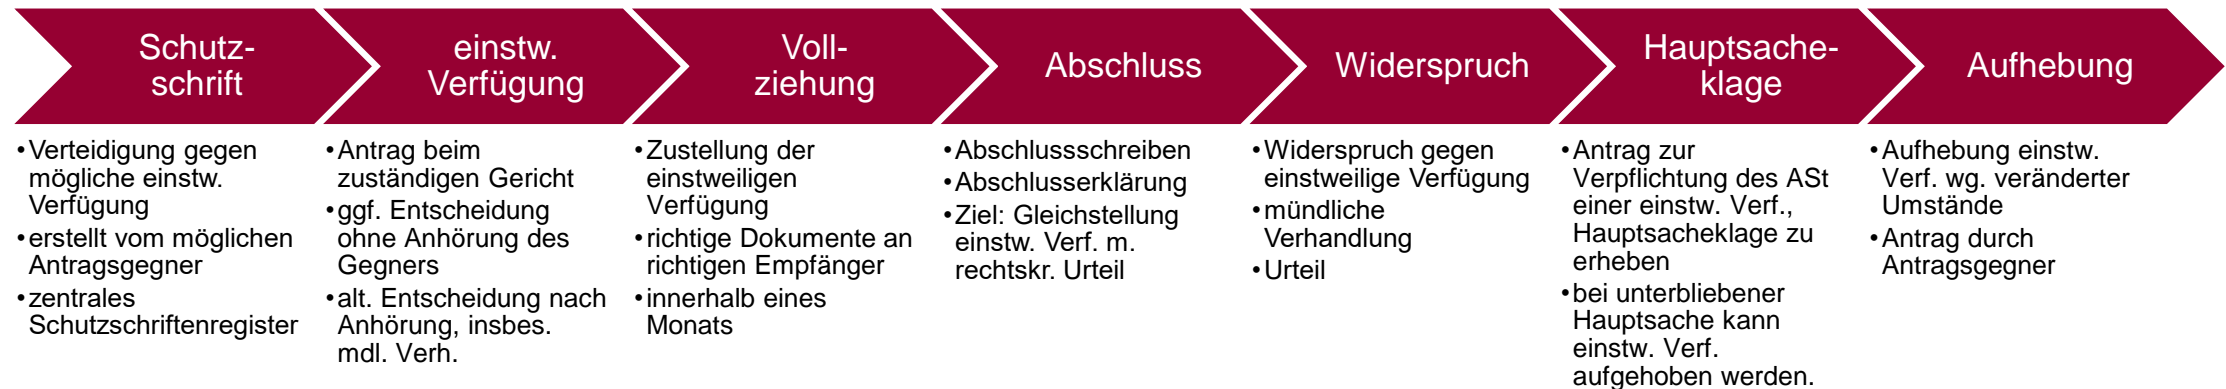 Schutz-
schrift
•Verteidigung gegen
mögliche einstw.
Verfügung
•erstellt vom möglichen
Antragsgegner
•zentrales
Schutzschriftenregister
einstw.
Verfügung
•Antrag beim
zuständigen Gericht
•ggf. Entscheidung
ohne Anhörung des
Gegners
•alt. Entscheidung nach
Anhörung, insbes.
mdl. Verh.
Voll-
ziehung
•Zustellung der
einstweiligen
Verfügung
•richtige Dokumente an
richtigen Empfänger
•innerhalb eines
Monats
Abschluss
•Abschlussschreiben
•Abschlusserklärung
•Ziel: Gleichstellung
einstw. Verf. m.
rechtskr. Urteil
Widerspruch
•Widerspruch gegen
einstweilige Verfügung
•mündliche
Verhandlung
•Urteil
Hauptsache-
klage
•Antrag zur
Verpflichtung des ASt
einer einstw. Verf.,
Hauptsacheklage zu
erheben
•bei unterbliebener
Hauptsache kann
einstw. Verf.
aufgehoben werden.
Aufhebung
•Aufhebung einstw.
Verf. wg. veränderter
Umstände
•Antrag durch
Antragsgegner